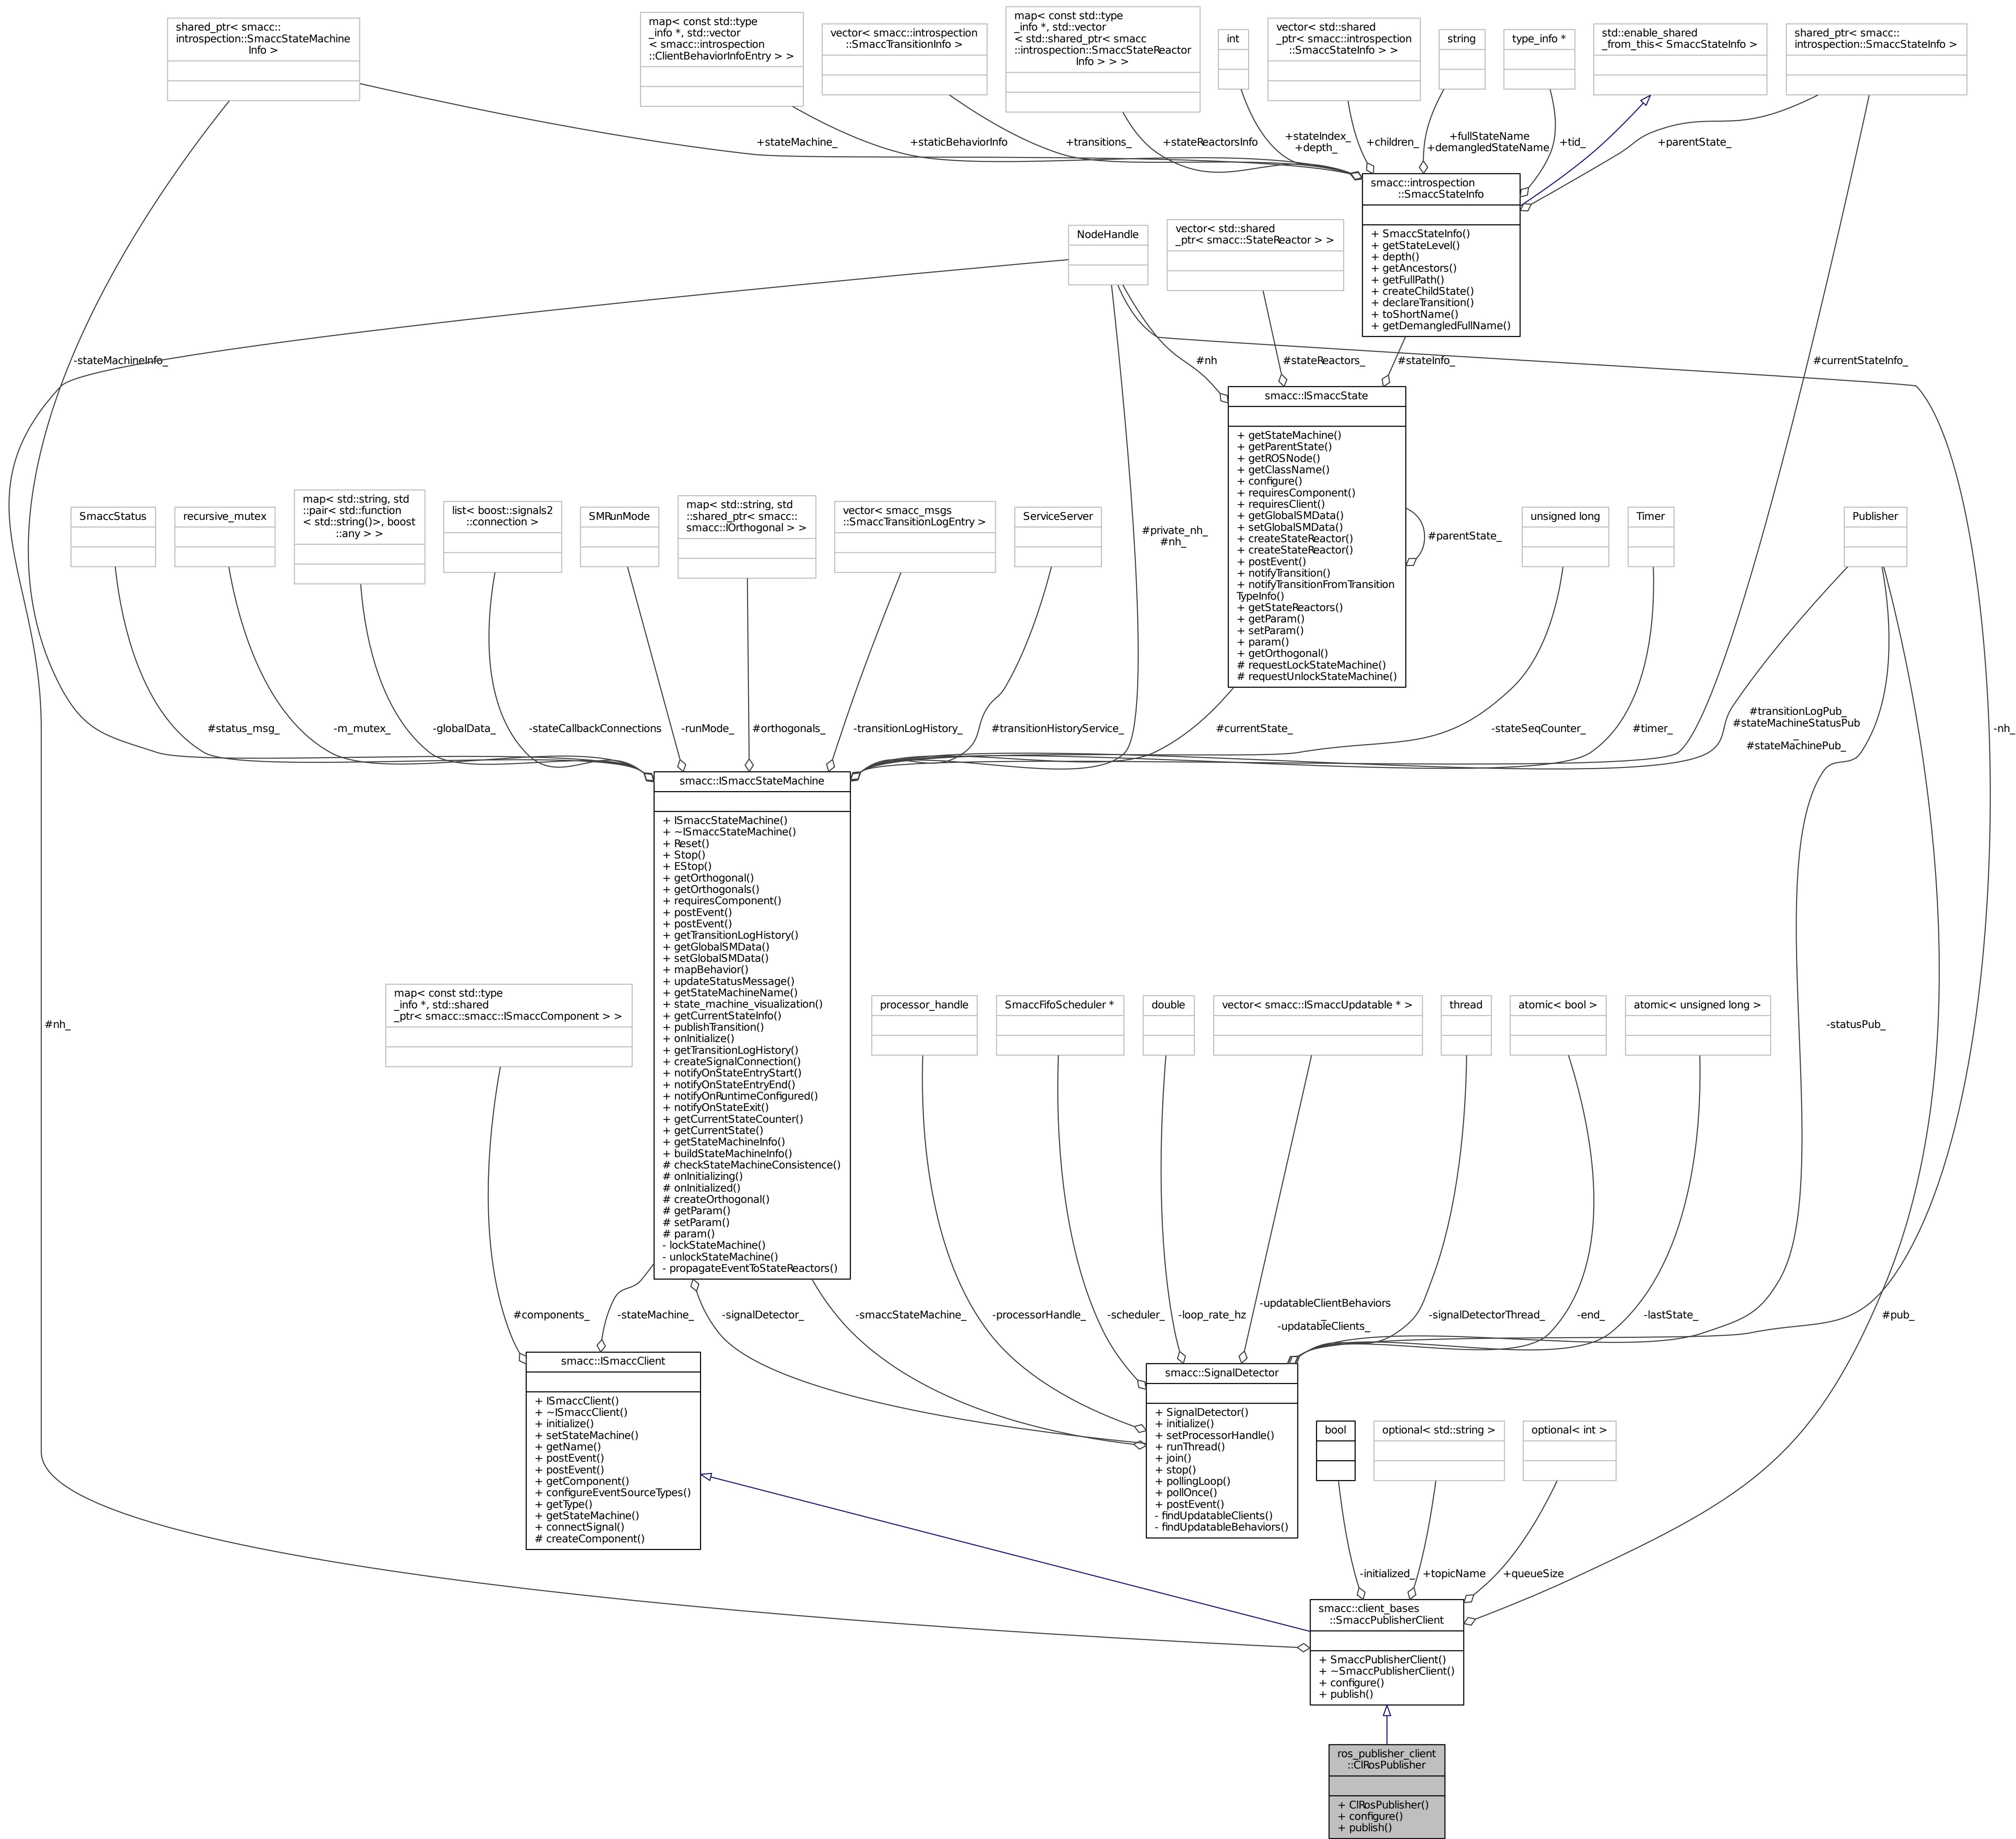 shared_ptr< smacc::
introspection::SmaccStateMachine
Info >
map< const std::type
_info *, std::vector
< smacc::introspection
::ClientBehaviorInfoEntry > >
vector< smacc::introspection
::SmaccTransitionInfo >
map< const std::type
_info *, std::vector
< std::shared_ptr< smacc
::introspection::SmaccStateReactor
Info > > >
int
vector< std::shared
_ptr< smacc::introspection
::SmaccStateInfo > >
string
type_info *
std::enable_shared
_from_this< SmaccStateInfo >
shared_ptr< smacc::
introspection::SmaccStateInfo >
+stateMachine_
+staticBehaviorInfo
+transitions_
+stateReactorsInfo
+stateIndex_
+depth_
+children_
+fullStateName
+demangledStateName
+tid_
+parentState_
smacc::introspection
::SmaccStateInfo
+ SmaccStateInfo()
+ getStateLevel()
+ depth()
+ getAncestors()
+ getFullPath()
+ createChildState()
+ declareTransition()
+ toShortName()
+ getDemangledFullName()
NodeHandle
vector< std::shared
_ptr< smacc::StateReactor > >
-stateMachineInfo_
#nh
#stateReactors_
#stateInfo_
#currentStateInfo_
smacc::ISmaccState
+ getStateMachine()
+ getParentState()
+ getROSNode()
+ getClassName()
+ configure()
+ requiresComponent()
+ requiresClient()
+ getGlobalSMData()
+ setGlobalSMData()
+ createStateReactor()
+ createStateReactor()
+ postEvent()
+ notifyTransition()
+ notifyTransitionFromTransition
TypeInfo()
+ getStateReactors()
+ getParam()
+ setParam()
+ param()
+ getOrthogonal()
# requestLockStateMachine()
# requestUnlockStateMachine()
#parentState_
SmaccStatus
recursive_mutex
map< std::string, std
::pair< std::function
< std::string()>, boost
::any > >
list< boost::signals2
::connection >
SMRunMode
map< std::string, std
::shared_ptr< smacc::
smacc::IOrthogonal > >
vector< smacc_msgs
::SmaccTransitionLogEntry >
ServiceServer
#private_nh_
#nh_
unsigned long
Timer
Publisher
#status_msg_
-m_mutex_
-globalData_
-stateCallbackConnections
-runMode_
#orthogonals_
-transitionLogHistory_
#transitionHistoryService_
#currentState_
-stateSeqCounter_
#timer_
#transitionLogPub_
#stateMachineStatusPub
_
#stateMachinePub_
-nh_
smacc::ISmaccStateMachine
+ ISmaccStateMachine()
+ ~ISmaccStateMachine()
+ Reset()
+ Stop()
+ EStop()
+ getOrthogonal()
+ getOrthogonals()
+ requiresComponent()
+ postEvent()
+ postEvent()
+ getTransitionLogHistory()
+ getGlobalSMData()
+ setGlobalSMData()
+ mapBehavior()
+ updateStatusMessage()
+ getStateMachineName()
+ state_machine_visualization()
+ getCurrentStateInfo()
+ publishTransition()
+ onInitialize()
+ getTransitionLogHistory()
+ createSignalConnection()
+ notifyOnStateEntryStart()
+ notifyOnStateEntryEnd()
+ notifyOnRuntimeConfigured()
+ notifyOnStateExit()
+ getCurrentStateCounter()
+ getCurrentState()
+ getStateMachineInfo()
+ buildStateMachineInfo()
# checkStateMachineConsistence()
# onInitializing()
# onInitialized()
# createOrthogonal()
# getParam()
# setParam()
# param()
- lockStateMachine()
- unlockStateMachine()
- propagateEventToStateReactors()
map< const std::type
_info *, std::shared
_ptr< smacc::smacc::ISmaccComponent > >
processor_handle
SmaccFifoScheduler *
double
vector< smacc::ISmaccUpdatable * >
thread
atomic< bool >
atomic< unsigned long >
#nh_
-statusPub_
#components_
-stateMachine_
-signalDetector_
-smaccStateMachine_
-processorHandle_
-scheduler_
-loop_rate_hz
-updatableClientBehaviors
_
-updatableClients_
-signalDetectorThread_
-end_
-lastState_
#pub_
smacc::ISmaccClient
+ ISmaccClient()
+ ~ISmaccClient()
+ initialize()
+ setStateMachine()
+ getName()
+ postEvent()
+ postEvent()
+ getComponent()
+ configureEventSourceTypes()
+ getType()
+ getStateMachine()
+ connectSignal()
# createComponent()
smacc::SignalDetector
+ SignalDetector()
+ initialize()
+ setProcessorHandle()
+ runThread()
+ join()
+ stop()
+ pollingLoop()
+ pollOnce()
+ postEvent()
- findUpdatableClients()
- findUpdatableBehaviors()
bool
optional< std::string >
optional< int >
-initialized_
+topicName
+queueSize
smacc::client_bases
::SmaccPublisherClient
+ SmaccPublisherClient()
+ ~SmaccPublisherClient()
+ configure()
+ publish()
ros_publisher_client
::ClRosPublisher
+ ClRosPublisher()
+ configure()
+ publish()